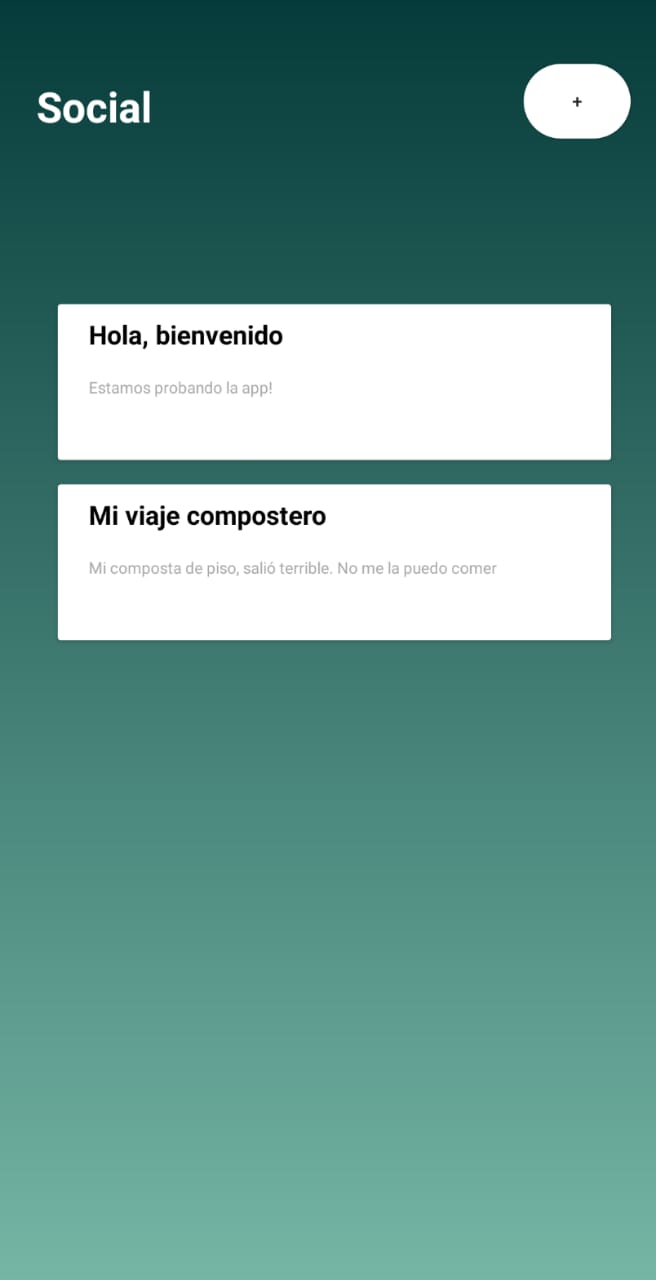 Social
+
Hola, bienvenido
Estamos probando la app!
Mi viaje compostero
Mi composta de piso, salió terrible. No me la puedo comer